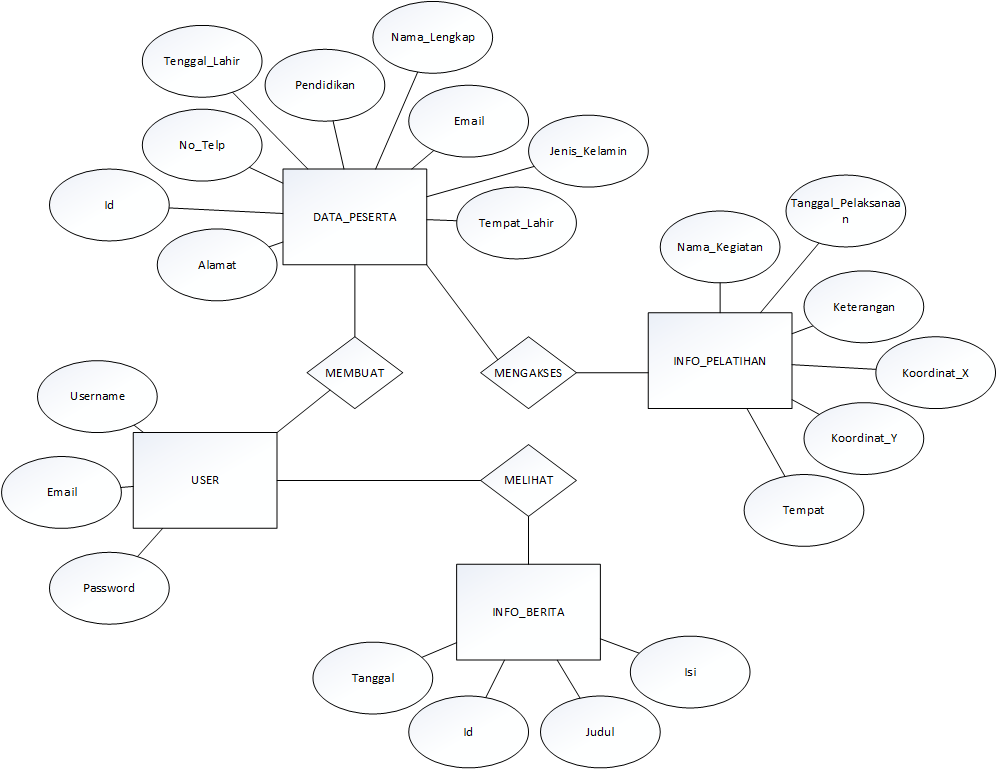 Nama_Lengkap
Tenggal_Lahir
Pendidikan
Email
No_Telp
Jenis_Kelamin
Id
DATA_PESERTA
Tempat_Lahir
Alamat
Tanggal_Pelaksanaa
n
Nama_Kegiatan
Keterangan
INFO_PELATIHAN
MEMBUAT
MENGAKSES
Koordinat_X
Username
Koordinat_Y
USER
MELIHAT
Email
Tempat
Password
INFO_BERITA
Isi
Tanggal
Id
Judul